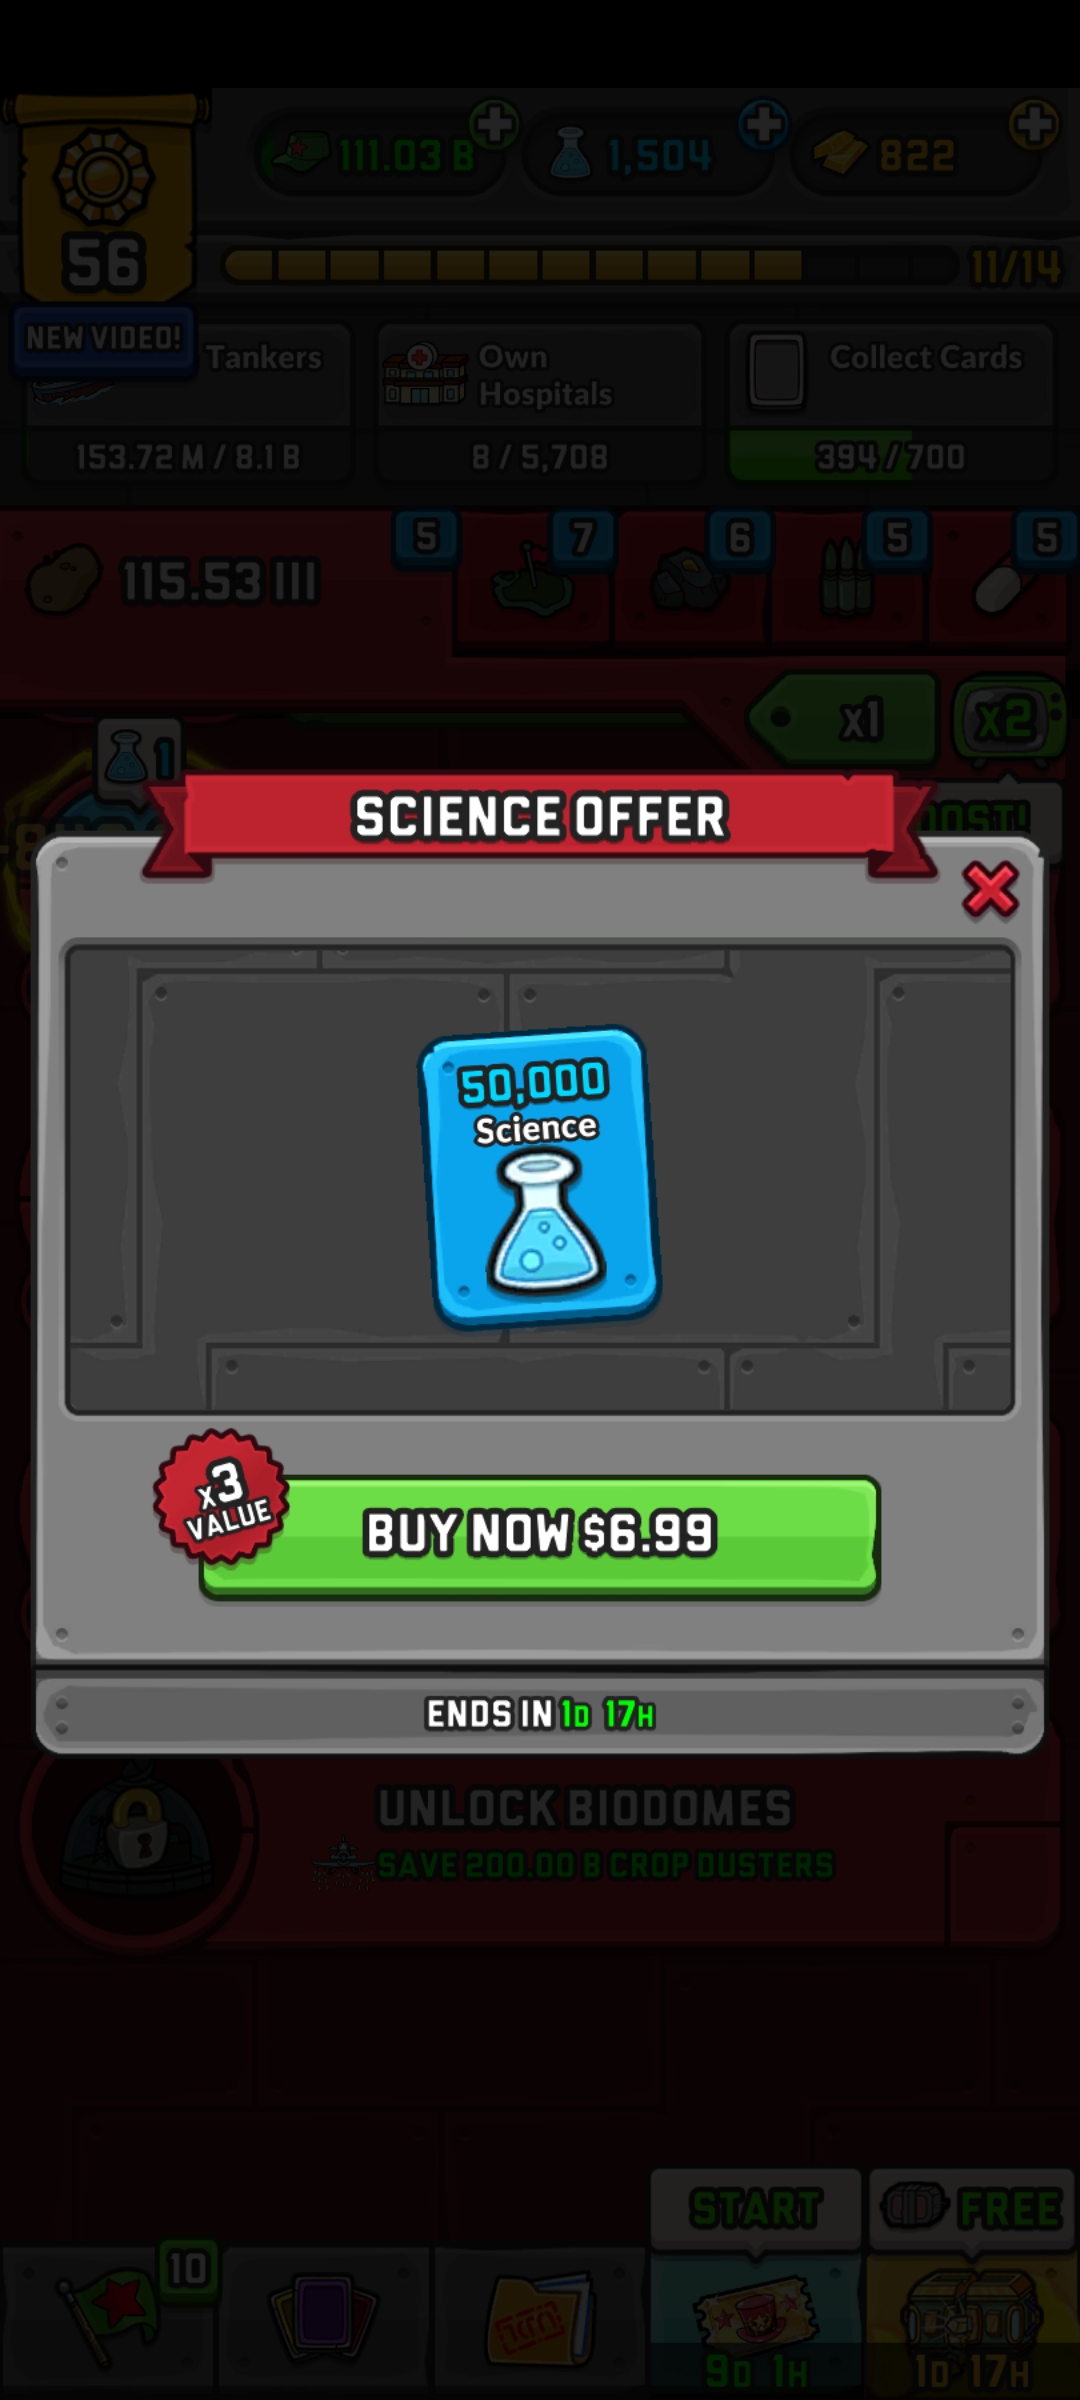 111.03 B
1,504
822
56
11/14
NEW VIDEO!
Tankers
153.72 M / 8.1 B
Own
Hospitals
8 / 5,708
Collect Cards
394/700
115.53 III
5
7
6
5
5
x1
x2
1
SCIENCE OFFER
50,000
Science
x3
VALUE
BUY NOW $6.99
ENDS IN 1D 17H
UNLOCK BIODOMES
SAVE 200.00 B CROP DUSTERS
START
FREE
10
9D 1H
1D 17H